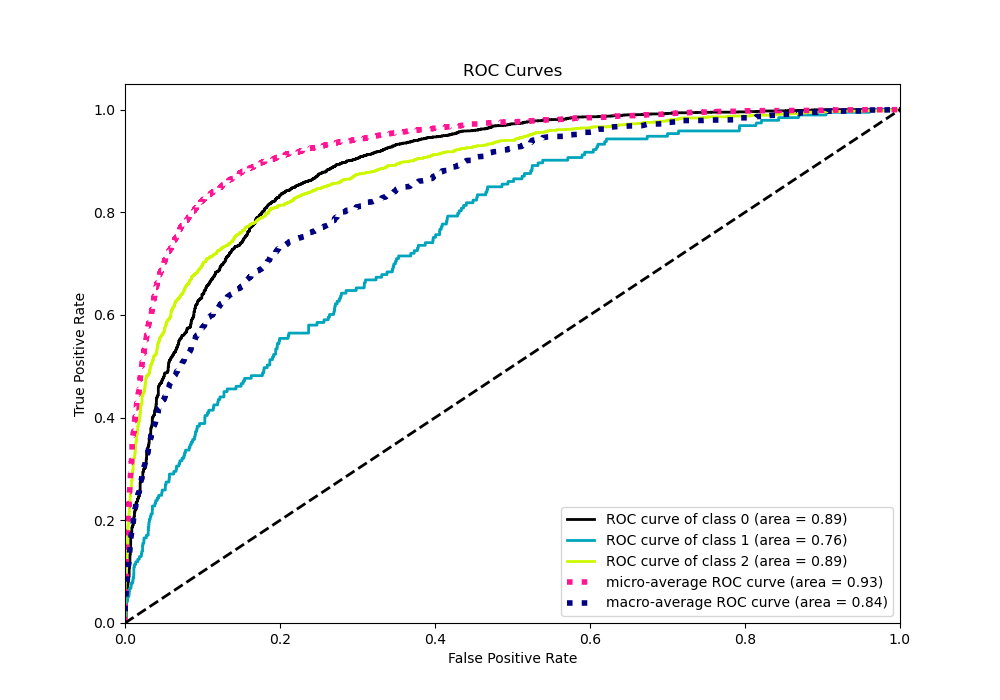 ROC Curves
1.0
0.8
0.6
0.4
0.2
0.0
True Positive Rate
ROC curve of class 0 (area = 0.89)
ROC curve of class 1 (area = 0.76)
ROC curve of class 2 (area = 0.89)
micro-average ROC curve (area = 0.93)
macro-average ROC curve (area = 0.84)
0.0 0.2 0.4 0.6 0.8 1.0
False Positive Rate